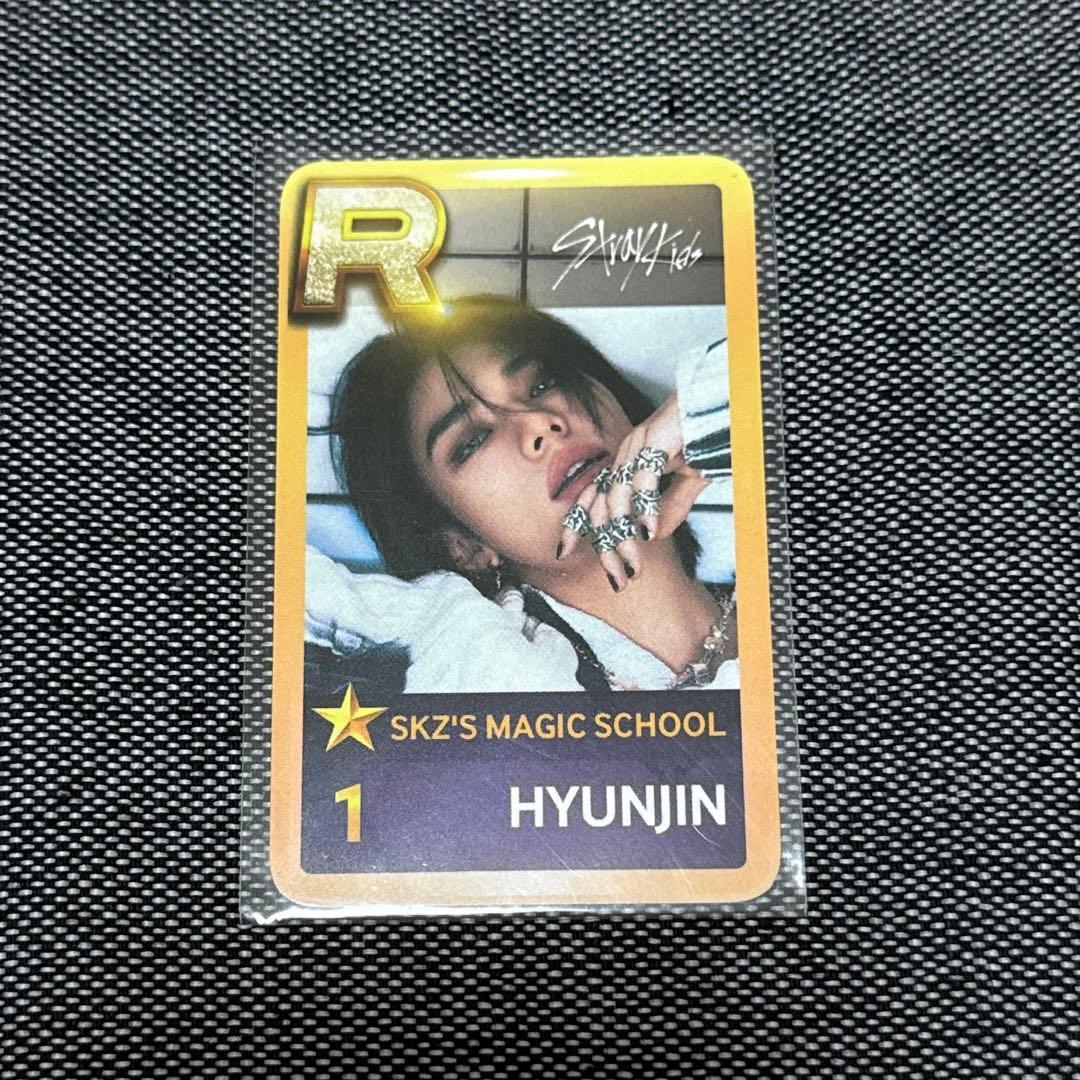 R
Stray Kids
SKZ'S MAGIC SCHOOL
1
HYUNJIN